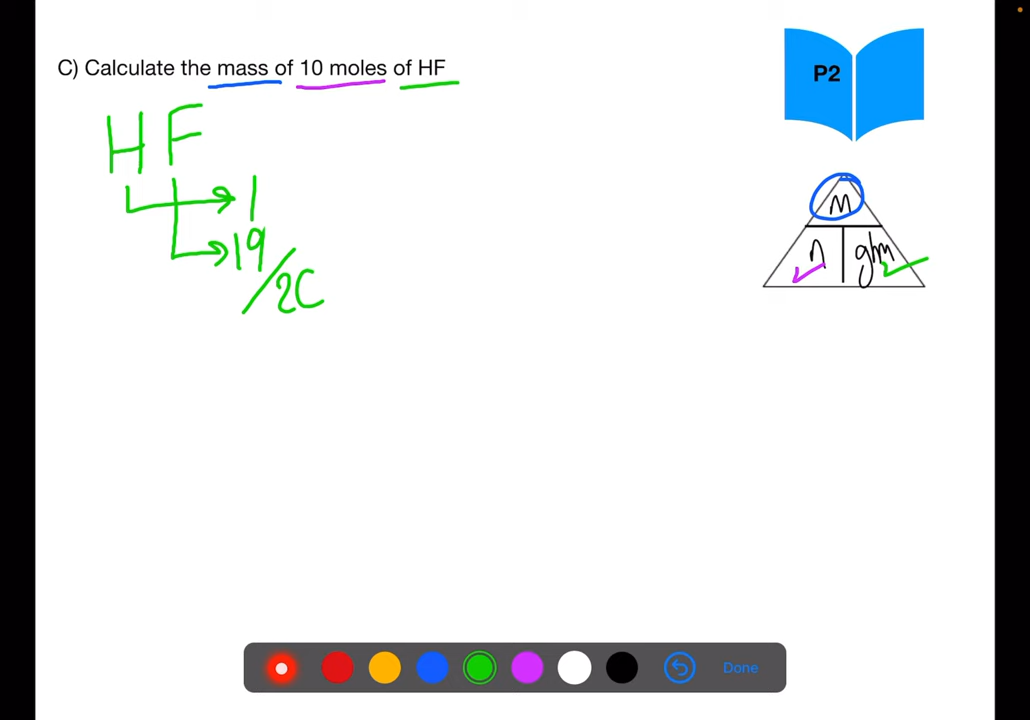 C) Calculate the mass of 10 moles of HF
P2
HF
1
19
/20
m
n gfm
Done